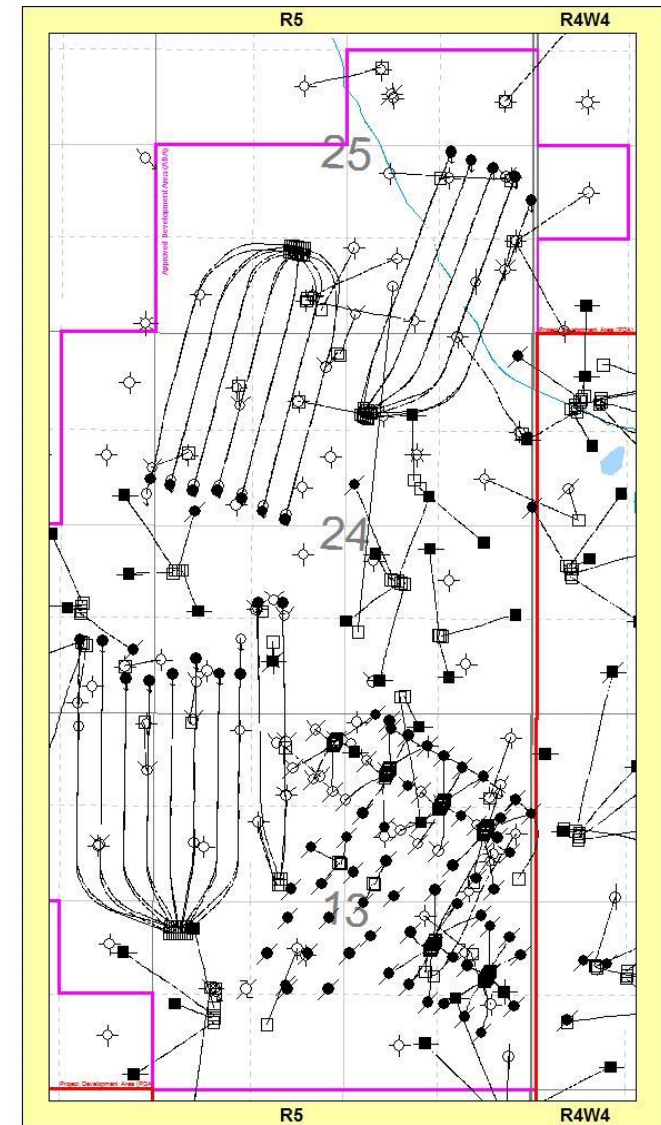 R5 R4W4
25
Approved Development Area (ADA)
Project Development Area (PDA)
24
13
Project Development Area (PDA
R5 R4W4